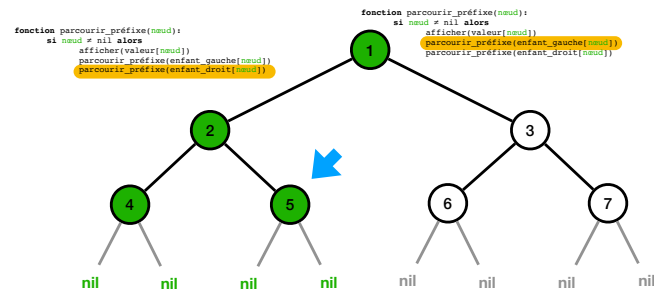 fonction parcourir_préfixe(nœud):
si nœud ≠ nil alors
afficher(valeur[nœud])
parcourir_préfixe(enfant_gauche[nœud])
parcourir_préfixe(enfant_droit[nœud])
fonction parcourir_préfixe(nœud):
si nœud ≠ nil alors
afficher(valeur[nœud])
parcourir_préfixe(enfant_gauche[nœud])
parcourir_préfixe(enfant_droit[nœud])
1
2 3
4 5 6 7
nil nil nil nil nil nil nil nil